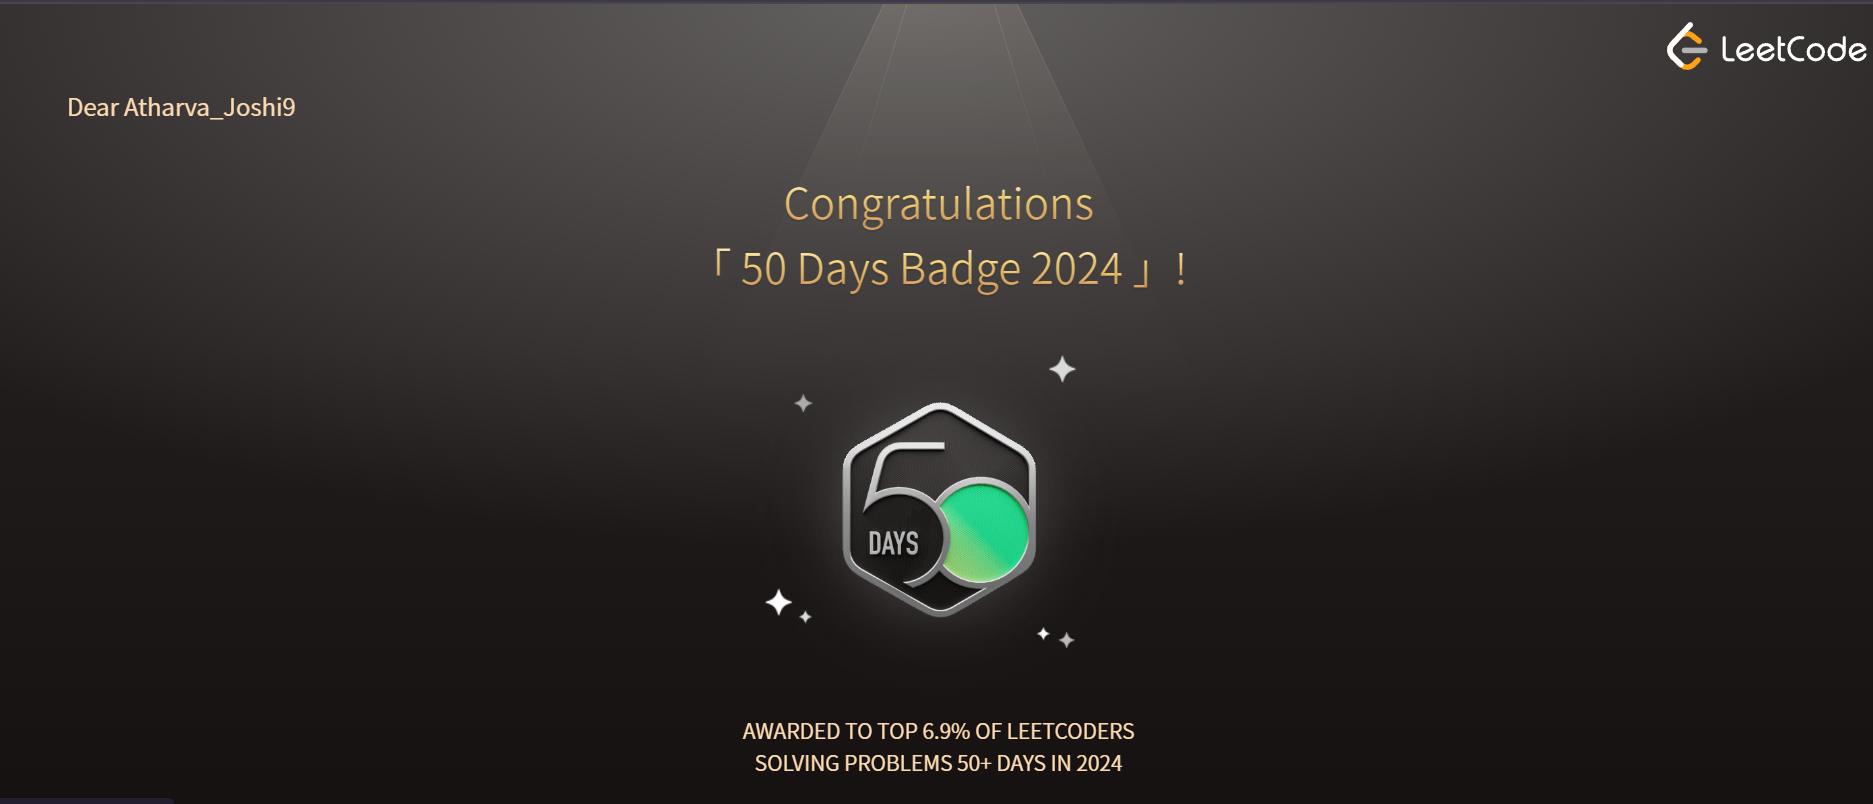 LeetCode
Dear Atharva_Joshi9
Congratulations
「 50 Days Badge 2024 」 !
50
DAYS
AWARDED TO TOP 6.9% OF LEETCODERS
SOLVING PROBLEMS 50+ DAYS IN 2024